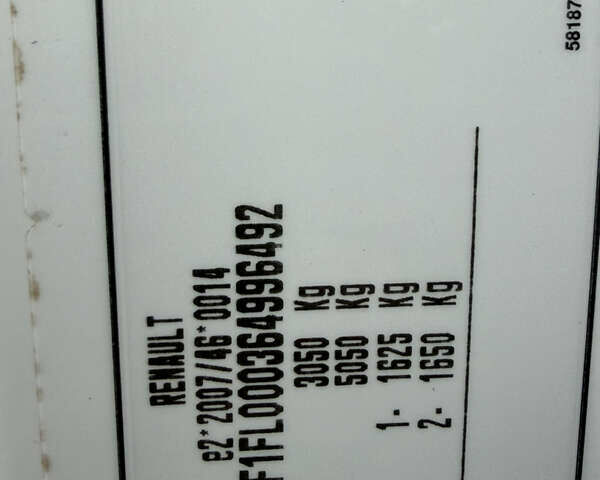 RENAULT
e2*2007/46*0014
F1FL000364996492
3050 Kg
5050 Kg
1- 1625 Kg
2- 1650 Kg
58187